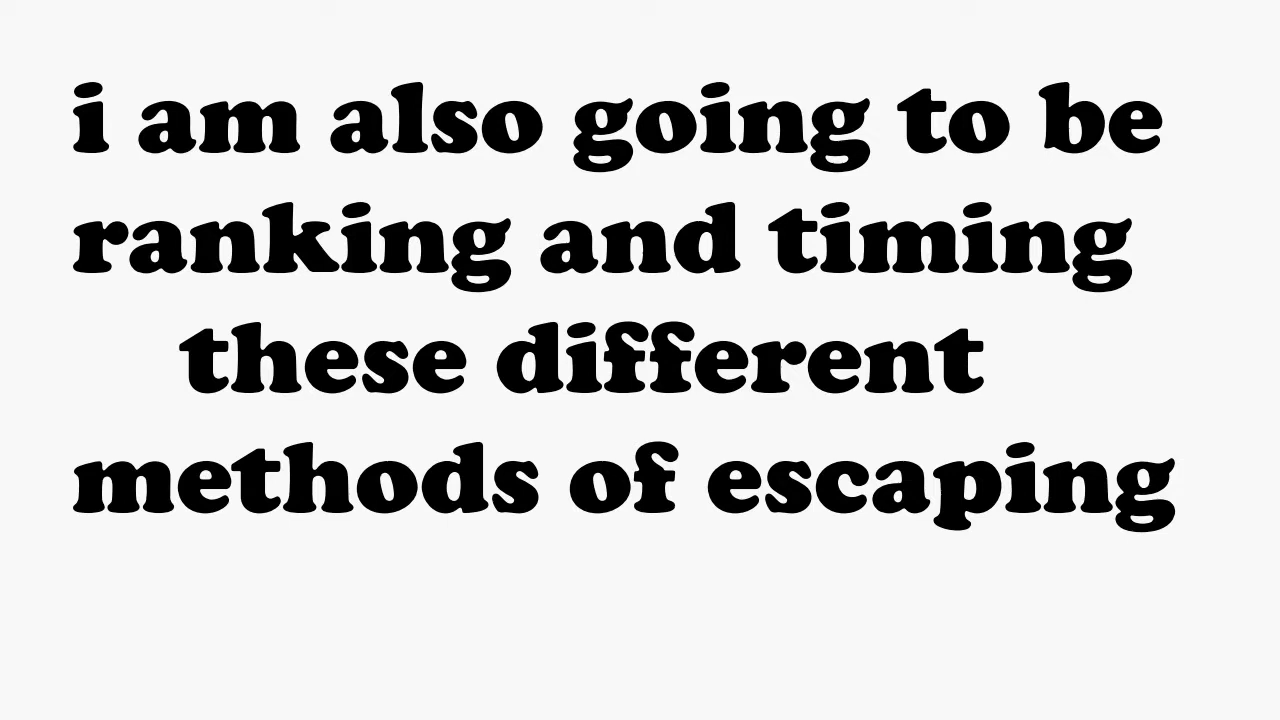 i am also going to be
ranking and timing
these different
methods of escaping